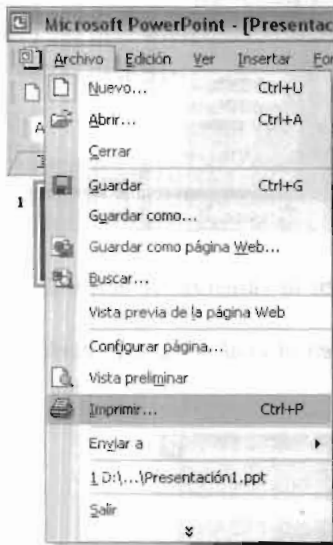 Microsoft PowerPoint - [Presentac
Archivo Edición Ver Insertar For
Nuevo... Ctrl+U
A
Abrir... Ctrl+A
Cerrar
Guardar Ctrl+G
1
Guardar como...
Guardar como página Web...
Buscar...
Vista previa de la página Web
Configurar página...
Vista preliminar
Imprimir... Ctrl+P
Enviar a
1 D:\...\Presentación1.ppt
Salir